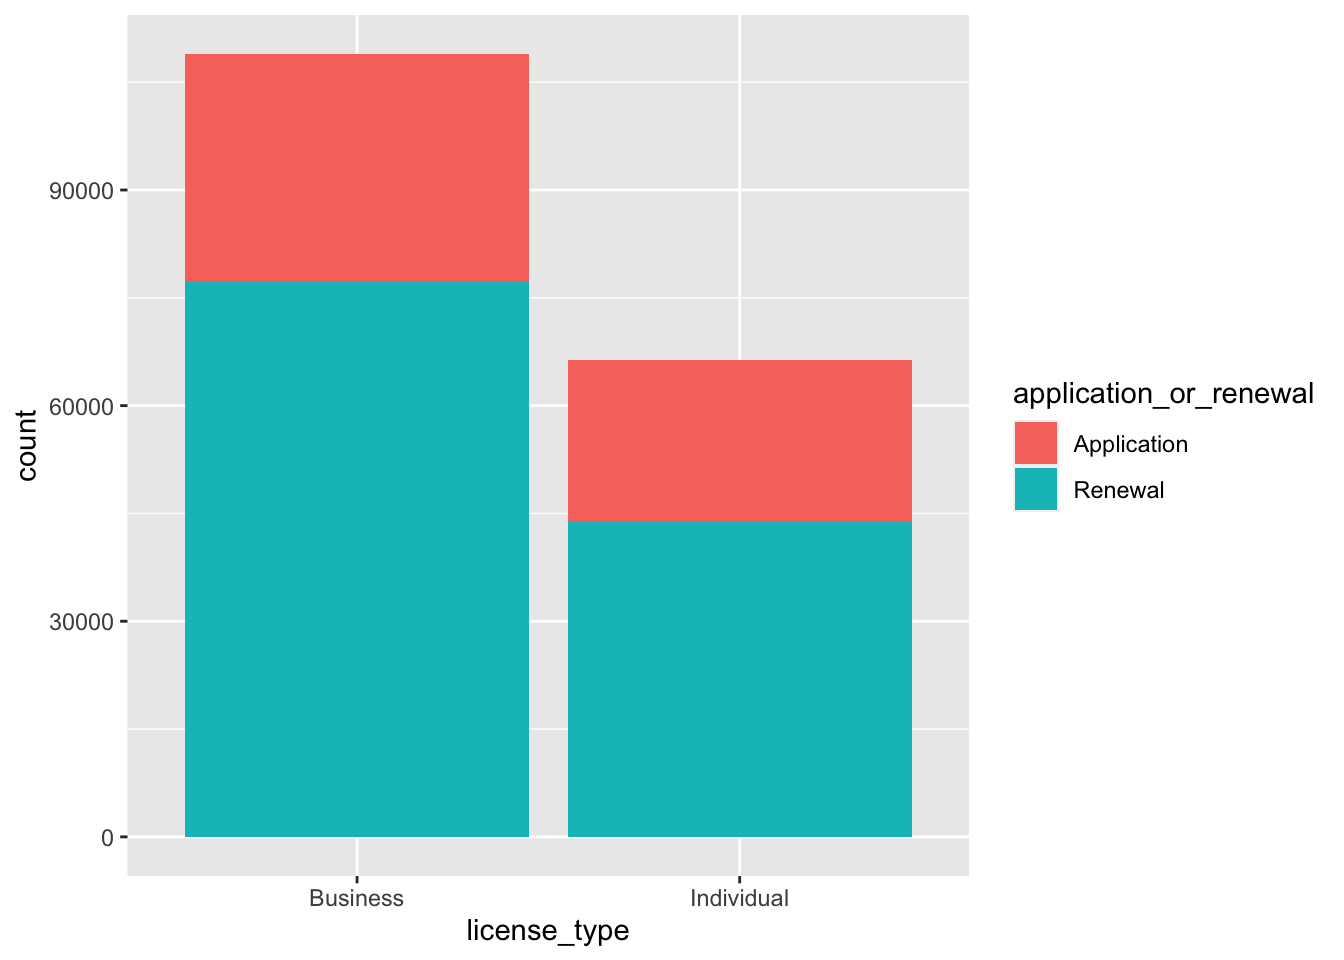 count
90000
60000
30000
0
Business
Individual
license_type
application_or_renewal
Application
Renewal